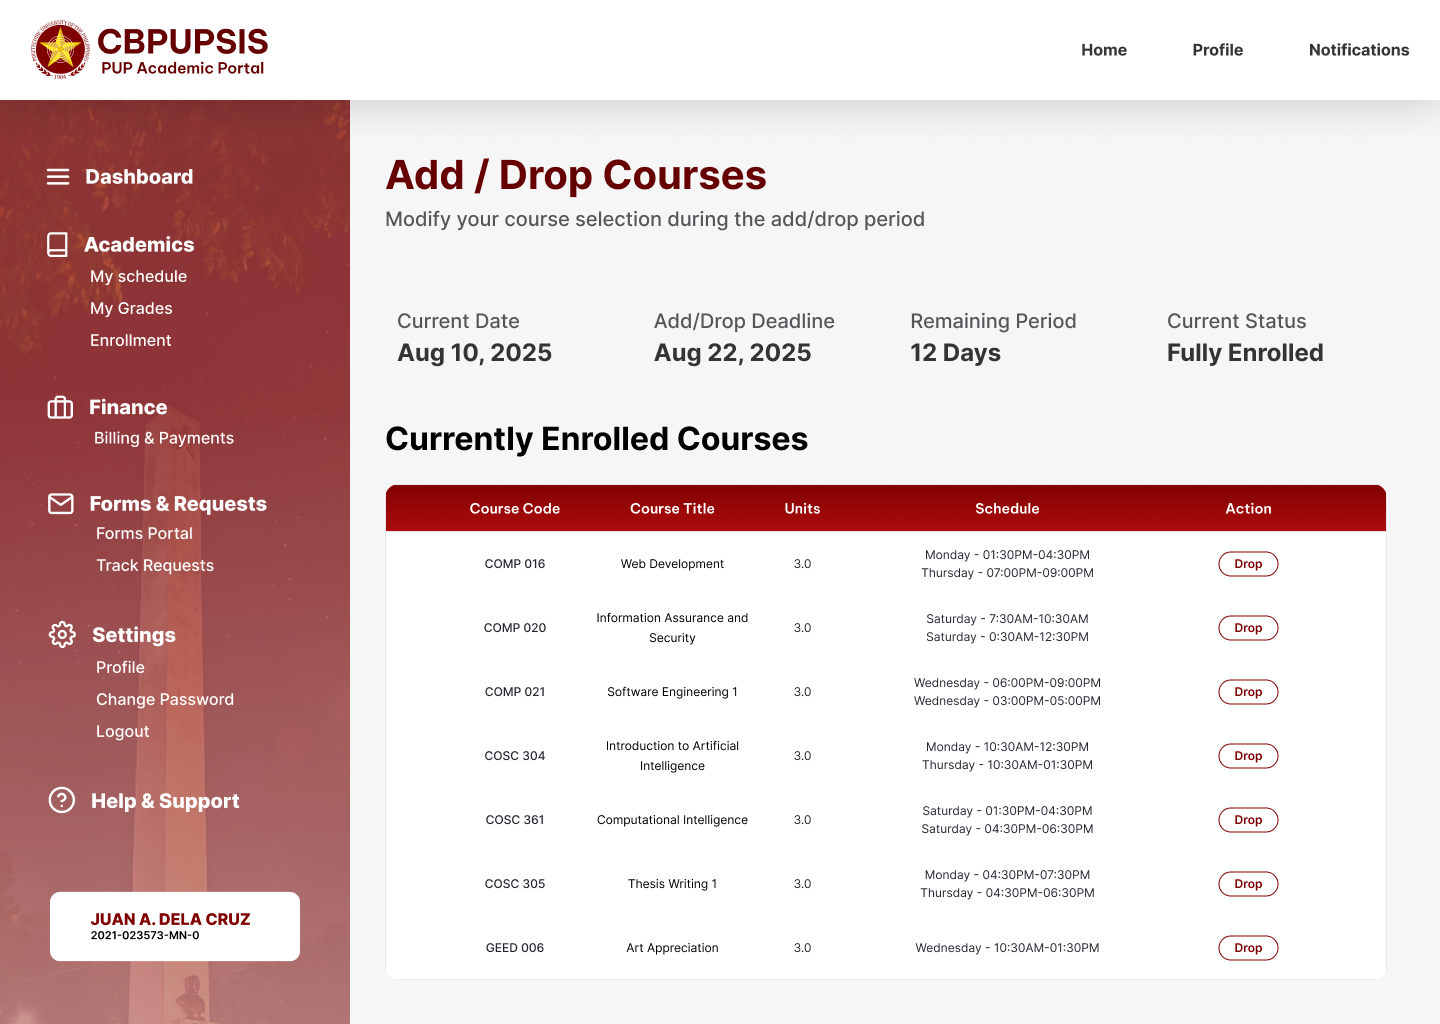 CBPUPSIS
PUP Academic Portal
1904
Home
Profile
Notifications
Dashboard
Academics
My schedule
My Grades
Enrollment
Finance
Billing & Payments
Forms & Requests
Forms Portal
Track Requests
Settings
Profile
Change Password
Logout
Help & Support
JUAN A. DELA CRUZ
2021-023573-MN-0
Add / Drop Courses
Modify your course selection during the add/drop period
Current Date
Aug 10, 2025
Add/Drop Deadline
Aug 22, 2025
Remaining Period
12 Days
Current Status
Fully Enrolled
Currently Enrolled Courses
Course Code Course Title Units Schedule Action
COMP 016 Web Development 3.0 Monday - 01:30PM-04:30PM Drop
Thursday - 07:00PM-09:00PM
COMP 020 Information Assurance and 3.0 Saturday - 7:30AM-10:30AM Drop
Security Saturday - 0:30AM-12:30PM
COMP 021 Software Engineering 1 3.0 Wednesday - 06:00PM-09:00PM Drop
Wednesday - 03:00PM-05:00PM
COSC 304 Introduction to Artificial 3.0 Monday - 10:30AM-12:30PM Drop
Intelligence Thursday - 10:30AM-01:30PM
COSC 361 Computational Intelligence 3.0 Saturday - 01:30PM-04:30PM Drop
Saturday - 04:30PM-06:30PM
COSC 305 Thesis Writing 1 3.0 Monday - 04:30PM-07:30PM Drop
Thursday - 04:30PM-06:30PM
GEED 006 Art Appreciation 3.0 Wednesday - 10:30AM-01:30PM Drop